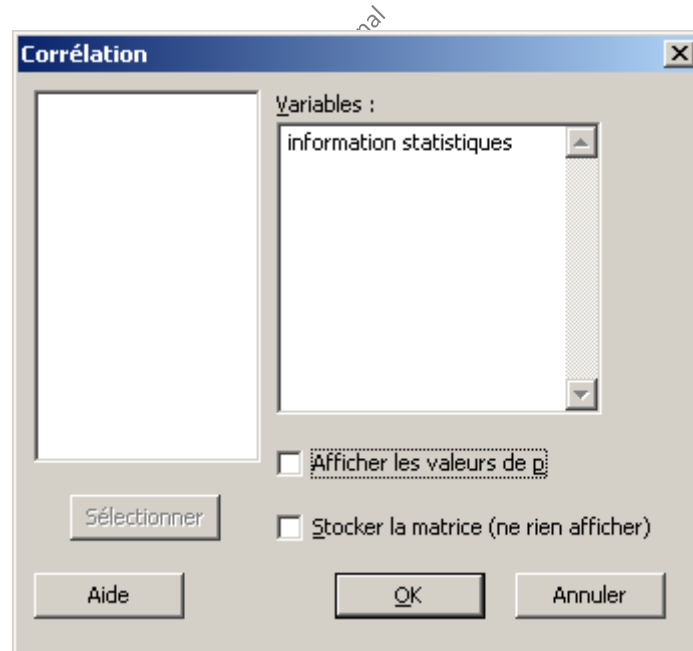 Corrélation
Variables :
information statistiques
Afficher les valeurs de p
Sélectionner
Stocker la matrice (ne rien afficher)
Aide
OK
Annuler